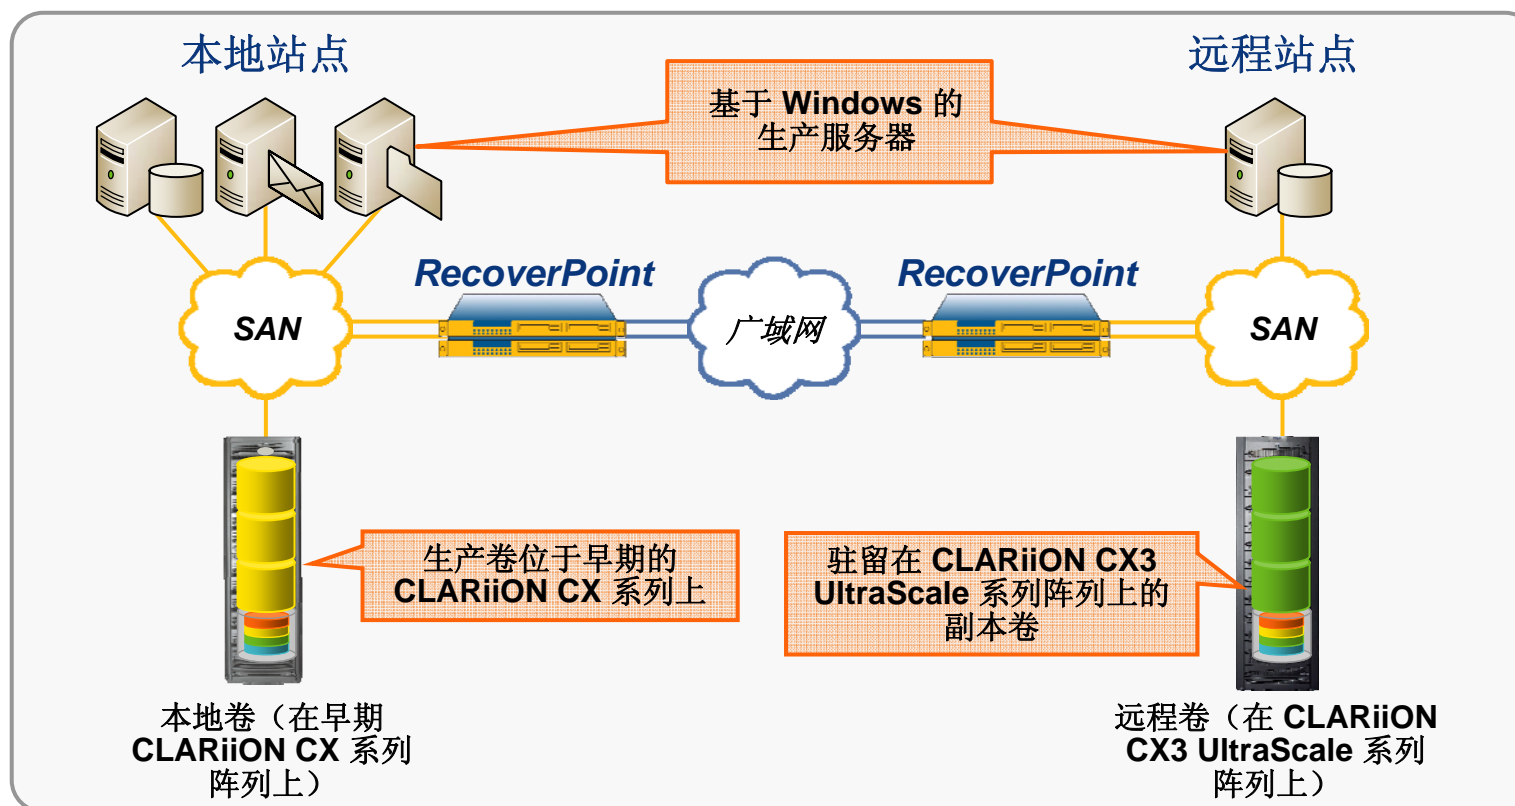 本地站点
远程站点
基于 Windows 的
生产服务器
RecoverPoint
RecoverPoint
SAN
广域网
SAN
生产卷位于早期的
CLARiiON CX 系列上
驻留在 CLARiiON CX3
UltraScale 系列阵列上的
副本卷
本地卷（在早期
CLARiiON CX 系列
阵列上）
远程卷（在 CLARiiON
CX3 UltraScale 系列
阵列上）